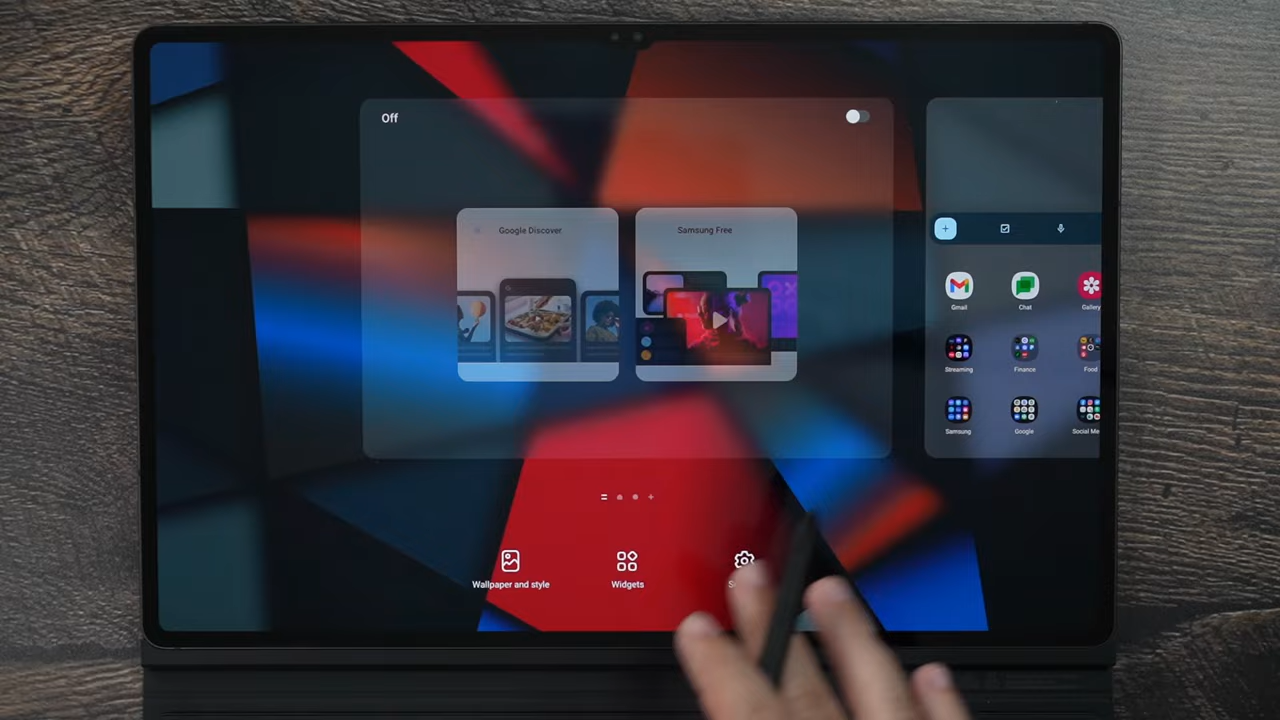 Off
Google Discover
Samsung Free
Gmail
Chat
Gallery
Streaming
Finance
Food
Samsung
Google
Social Me
Wallpaper and style
Widgets